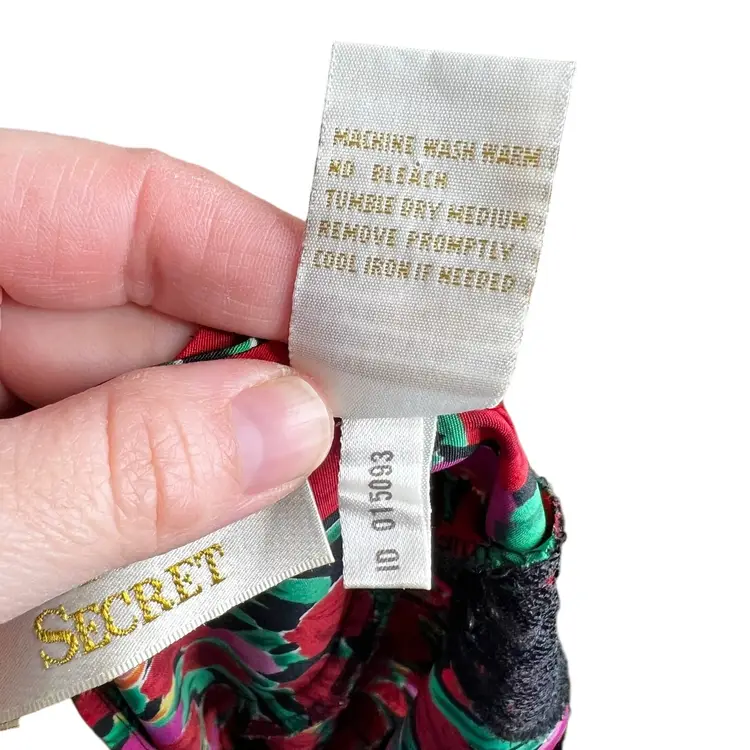 MACHINE WASH WARM
NO BLEACH
TUMBLE DRY MEDIUM
REMOVE PROMPTLY
COOL IRON IF NEEDED
ID 015093
SECRET